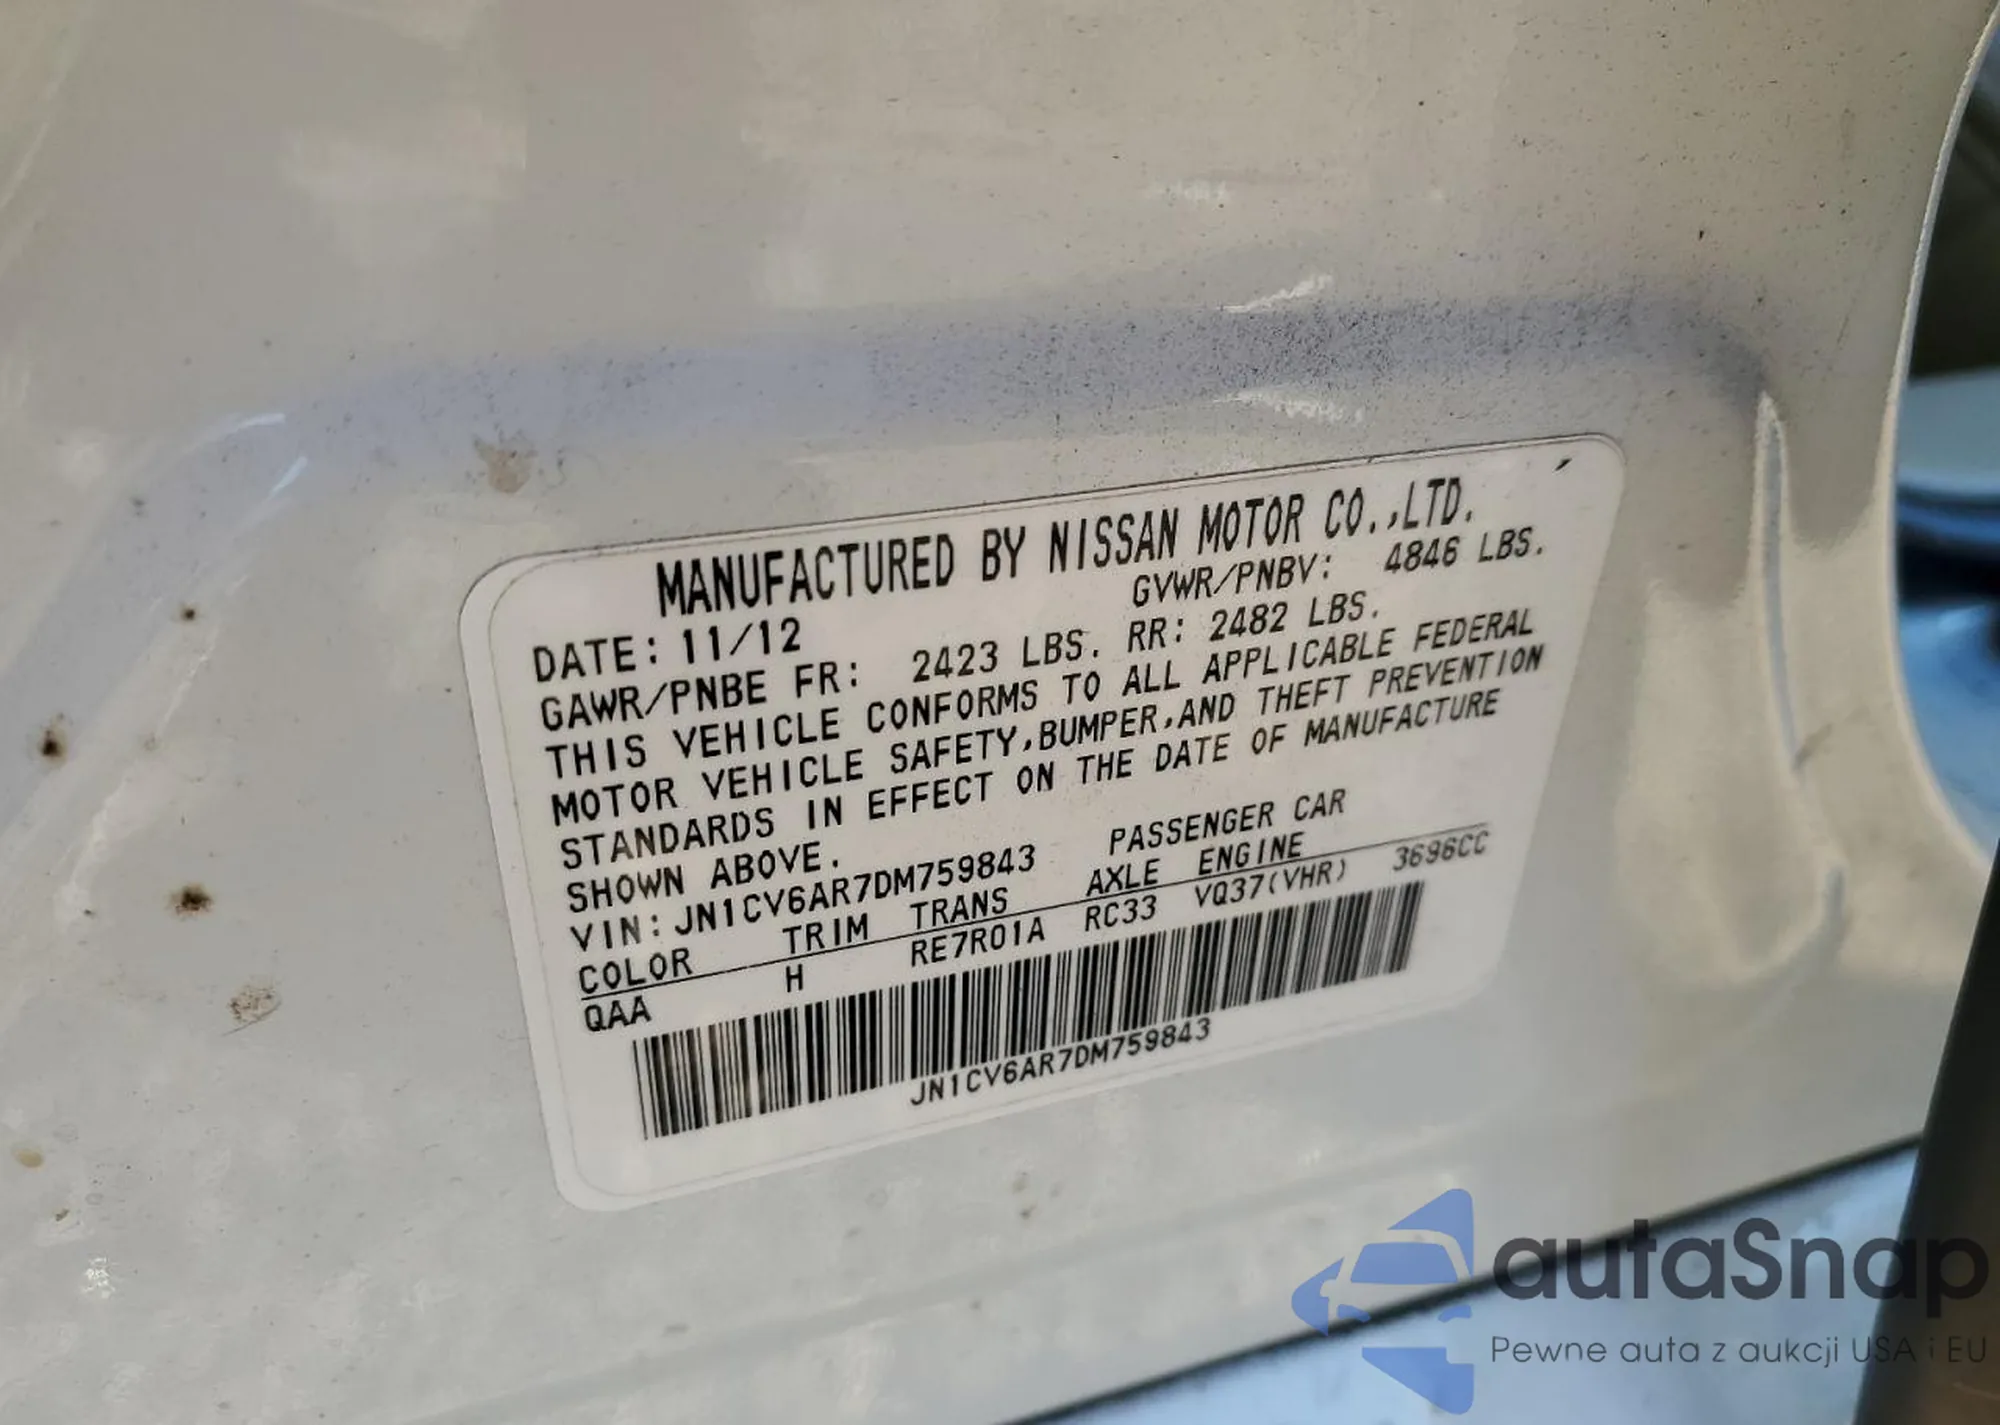 MANUFACTURED BY NISSAN MOTOR CO.,LTD.
DATE: 11/12 GVWR/PNBV: 4846 LBS.
GAWR/PNBE FR: 2423 LBS. RR: 2482 LBS.
THIS VEHICLE CONFORMS TO ALL APPLICABLE FEDERAL
MOTOR VEHICLE SAFETY,BUMPER,AND THEFT PREVENTION
STANDARDS IN EFFECT ON THE DATE OF MANUFACTURE
SHOWN ABOVE.
VIN: JN1CV6AR7DM759843 PASSENGER CAR
COLOR TRIM TRANS AXLE ENGINE
QAA H RE7R01A RC33 VQ37(VHR) 3696CC
JN1CV6AR7DM759843
autaSnap
Pewne auta z aukcji USA i EU